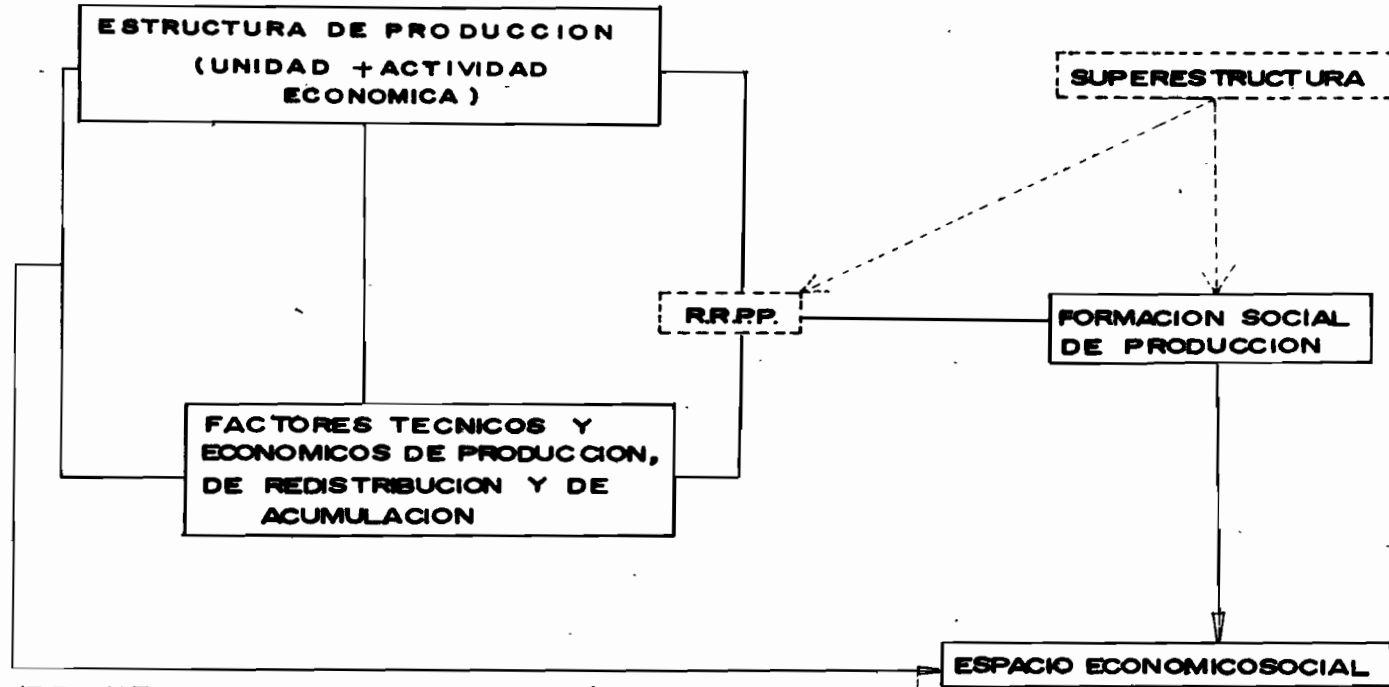 ESTRUCTURA DE PRODUCCION
(UNIDAD + ACTIVIDAD
ECONOMICA)
SUPERESTRUCTURA
R.R.P.P.
FORMACION SOCIAL
DE PRODUCCION
FACTORES TECNICOS Y
ECONOMICOS DE PRODUCCION,
DE REDISTRIBUCION Y DE
ACUMULACION
ESPACIO ECONOMICOSOCIAL